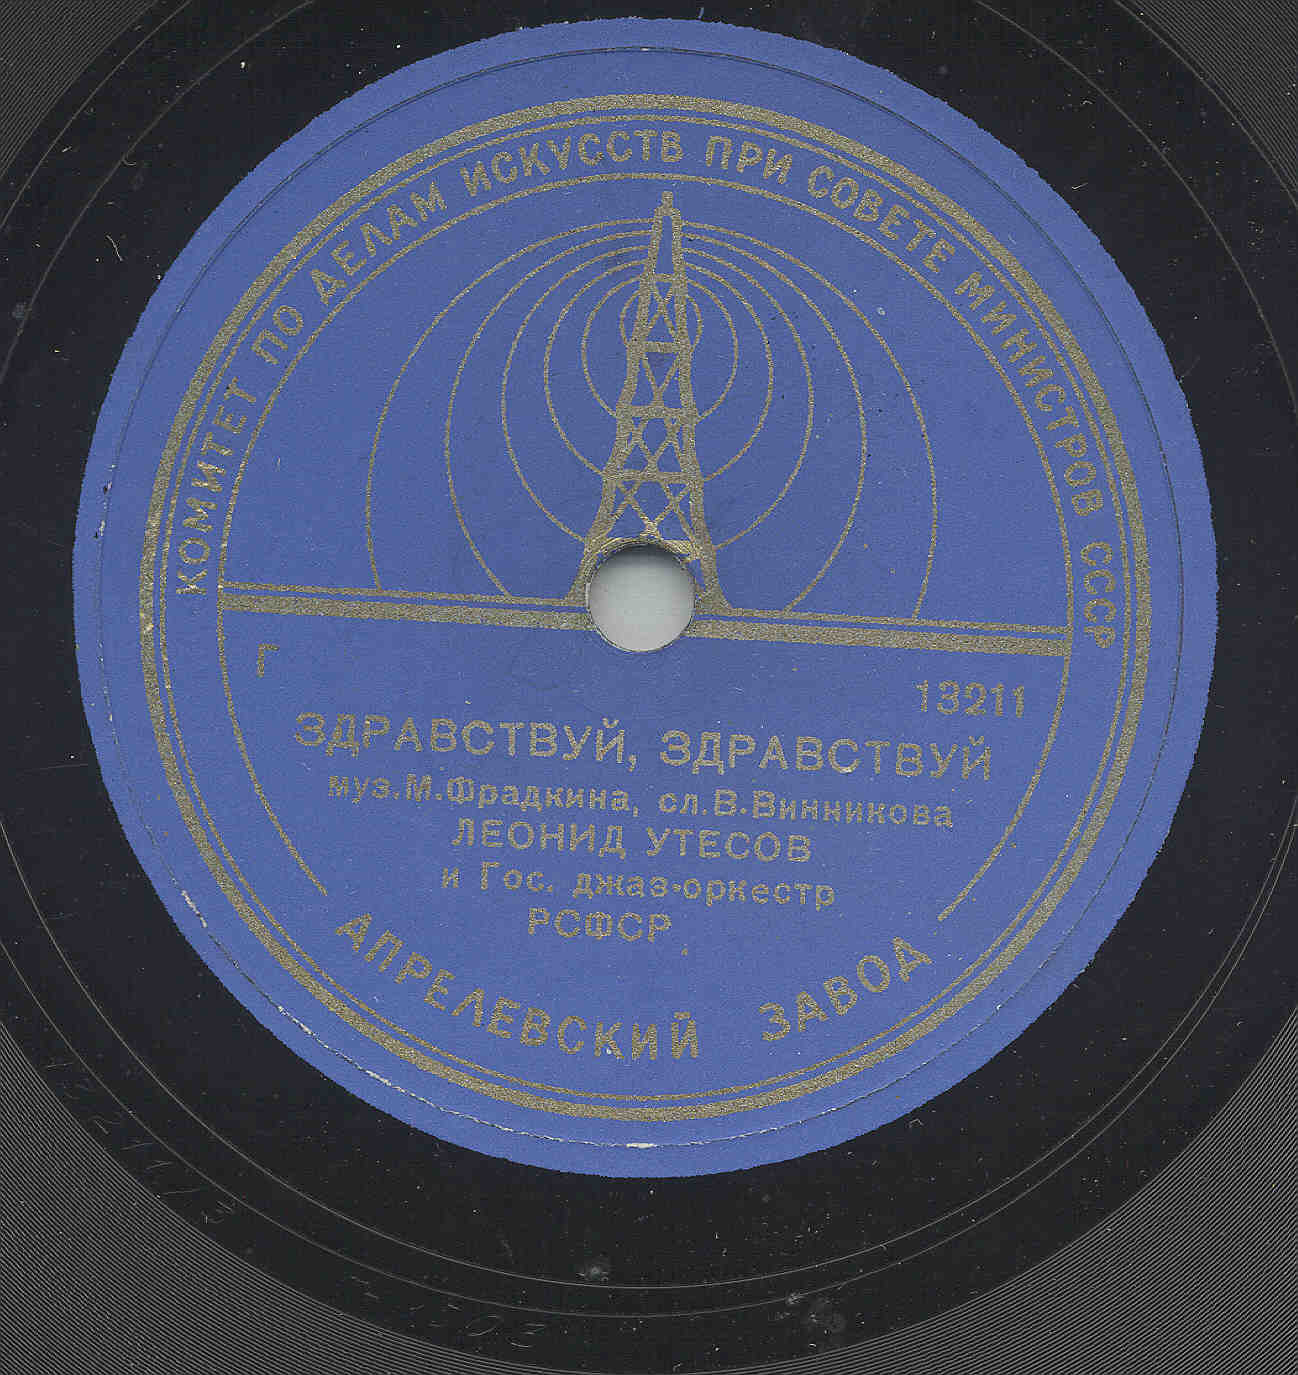 КОМИТЕТ ПО ДЕЛАМ ИСКУССТВ ПРИ СОВЕТЕ МИНИСТРОВ СССР
Г
13211
ЗДРАВСТВУЙ, ЗДРАВСТВУЙ
муз. М. Фрадкина, сл. В. Винникова
ЛЕОНИД УТЕСОВ
и Гос. джаз-оркестр
РСФСР
АПРЕЛЕВСКИЙ ЗАВОД